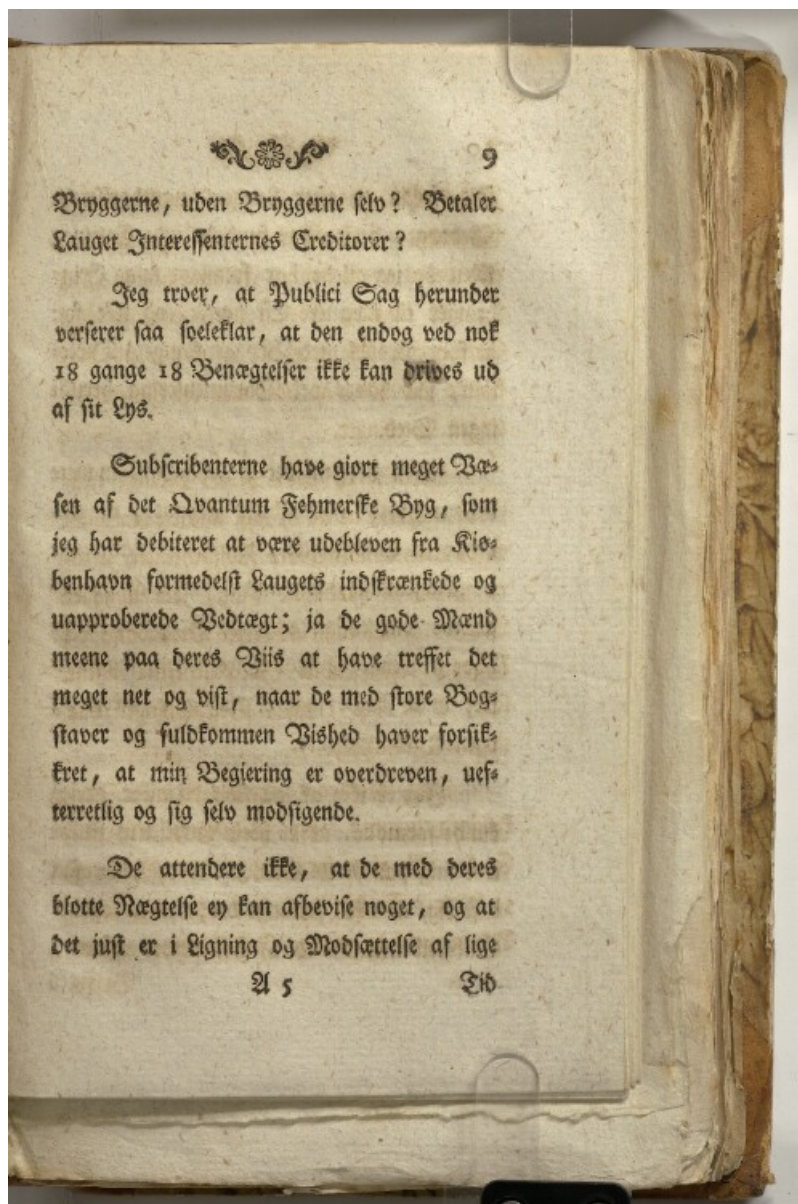 9
Bryggerne, uden Bryggerne selv? Betaler
Lauget Interessenternes Creditorer?
Jeg troer, at Publici Sag herunder
verserer saa soeleklar, at den endog ved nok
18 gange 18 Benægtelser ikke kan drives ud
af sit Lys.
Subscribenterne have giort meget Væ-
sen af det Qvantum Fehmerske Byg, som
jeg har debiteret at være udebleven fra Kiø-
benhavn formedelst Laugets indskrænkede og
uapproberede Vedtægt; ja de gode Mænd
meene paa deres Viis at have treffet det
meget net og vist, naar de med store Bog-
staver og fuldkommen Vished haver forsik-
kret, at min Begiering er overdreven, uef-
terretlig og sig selv modsigende.
De attendere ikke, at de med deres
blotte Nægtelse ey kan afbevise noget, og at
det just er i Ligning og Modsættelse af lige
A 5 Tid